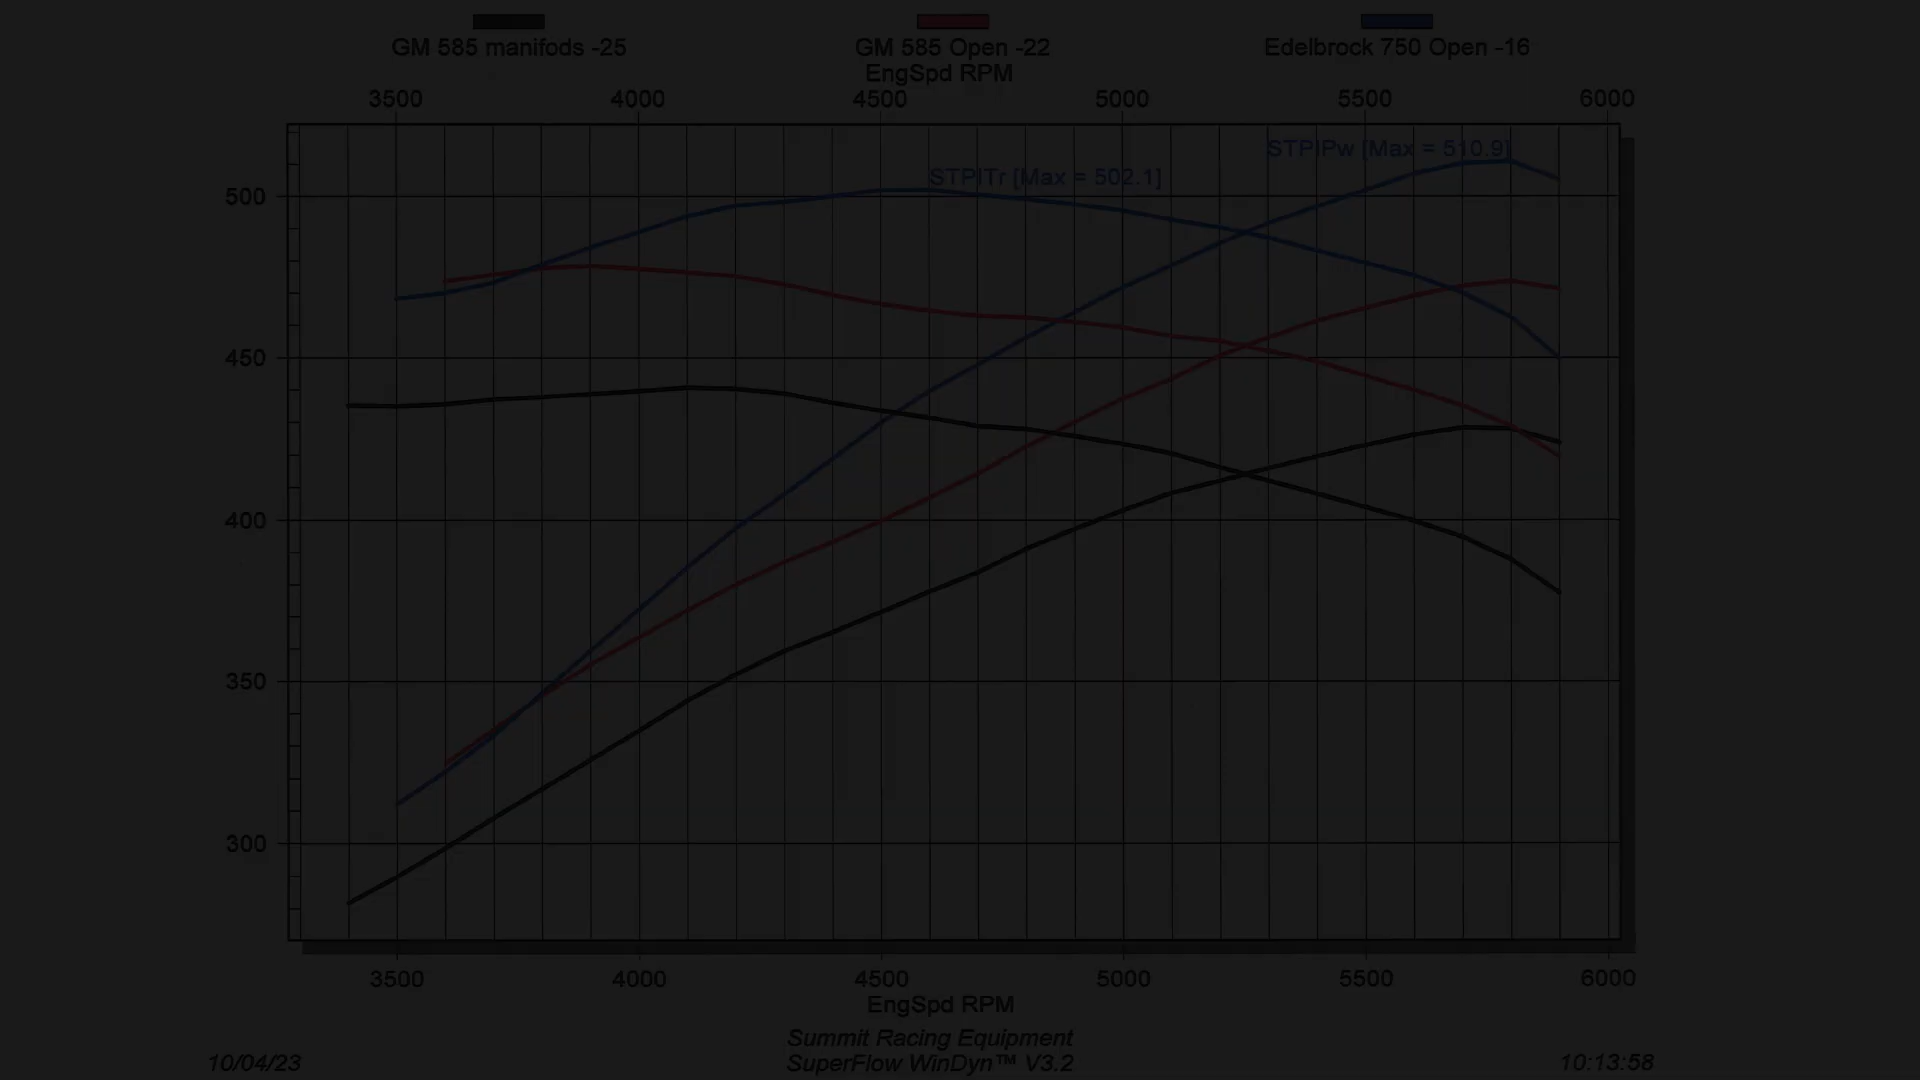 GM 585 manifods -25
GM 585 Open -22
Edelbrock 750 Open -16
EngSpd RPM
3500 4000 4500 5000 5500 6000
STPIPw [Max = 510.9]
STPITr [Max = 502.1]
500
450
400
350
300
3500 4000 4500 5000 5500 6000
EngSpd RPM
Summit Racing Equipment
10/04/23 SuperFlow WinDyn™ V3.2 10:13:58